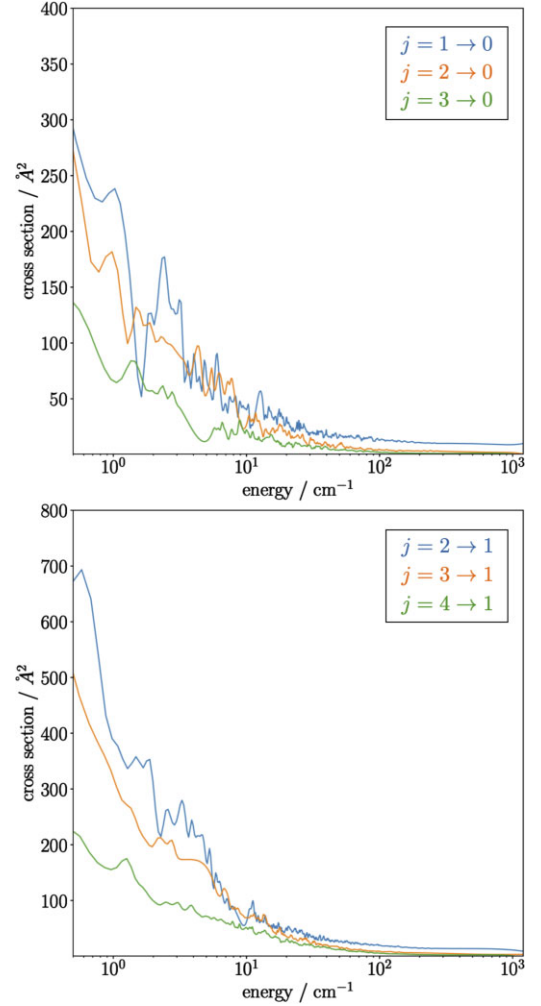 400
350
300
250
200
150
100
50
cross section / Å²
10⁰ 10¹ 10² 10³
energy / cm⁻¹
j = 1 → 0
j = 2 → 0
j = 3 → 0
800
700
600
500
400
300
200
100
cross section / Å²
10⁰ 10¹ 10² 10³
energy / cm⁻¹
j = 2 → 1
j = 3 → 1
j = 4 → 1